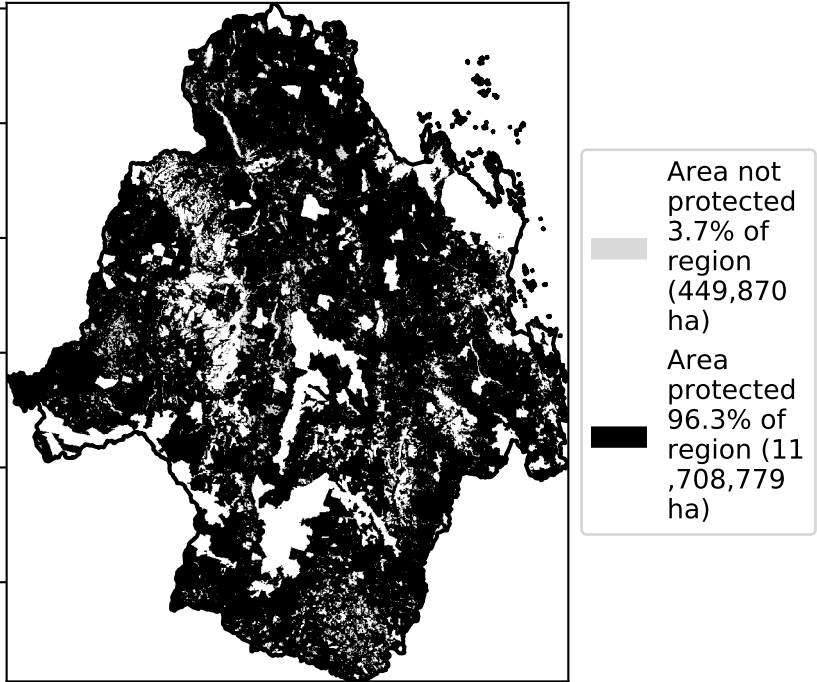 Area not
protected
3.7% of
region
(449,870
ha)
Area
protected
96.3% of
region (11
,708,779
ha)